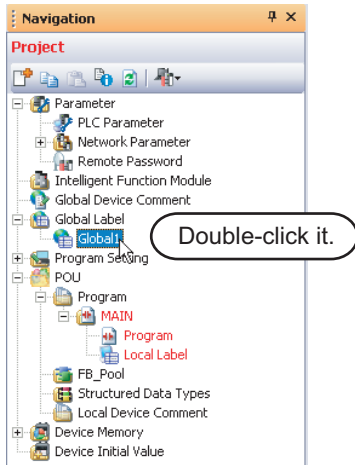 Navigation
Project
Parameter
PLC Parameter
Network Parameter
Remote Password
Intelligent Function Module
Global Device Comment
Global Label
Global1
Double-click it.
Program Setting
POU
Program
MAIN
Program
Local Label
FB_Pool
Structured Data Types
Local Device Comment
Device Memory
Device Initial Value